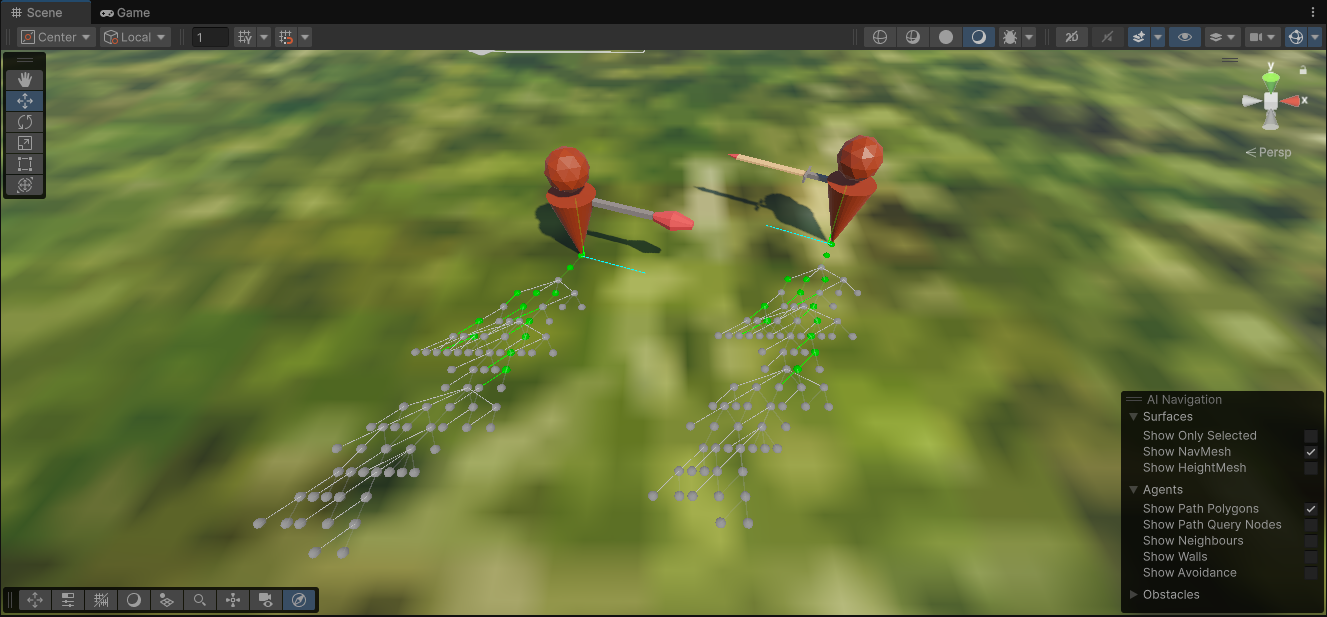 Scene
Game
Center
Local
1
2D
y
x
Persp
AI Navigation
Surfaces
Show Only Selected
Show NavMesh
Show HeightMesh
Agents
Show Path Polygons
Show Path Query Nodes
Show Neighbours
Show Walls
Show Avoidance
Obstacles